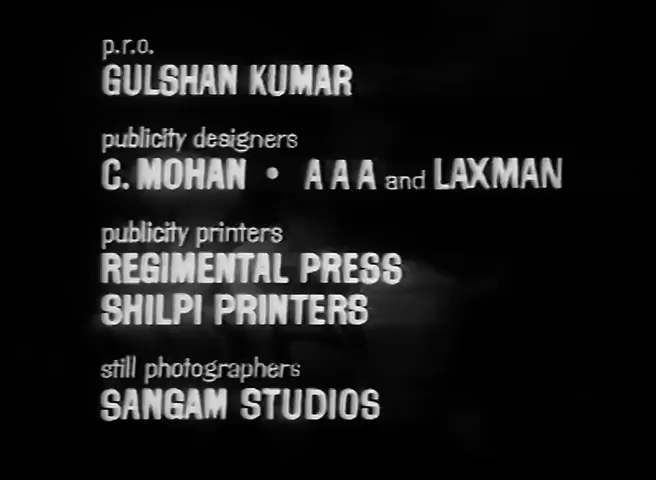 p.r.o.
GULSHAN KUMAR
publicity designers
C. MOHAN • A A A and LAXMAN
publicity printers
REGIMENTAL PRESS
SHILPI PRINTERS
still photographers
SANGAM STUDIOS